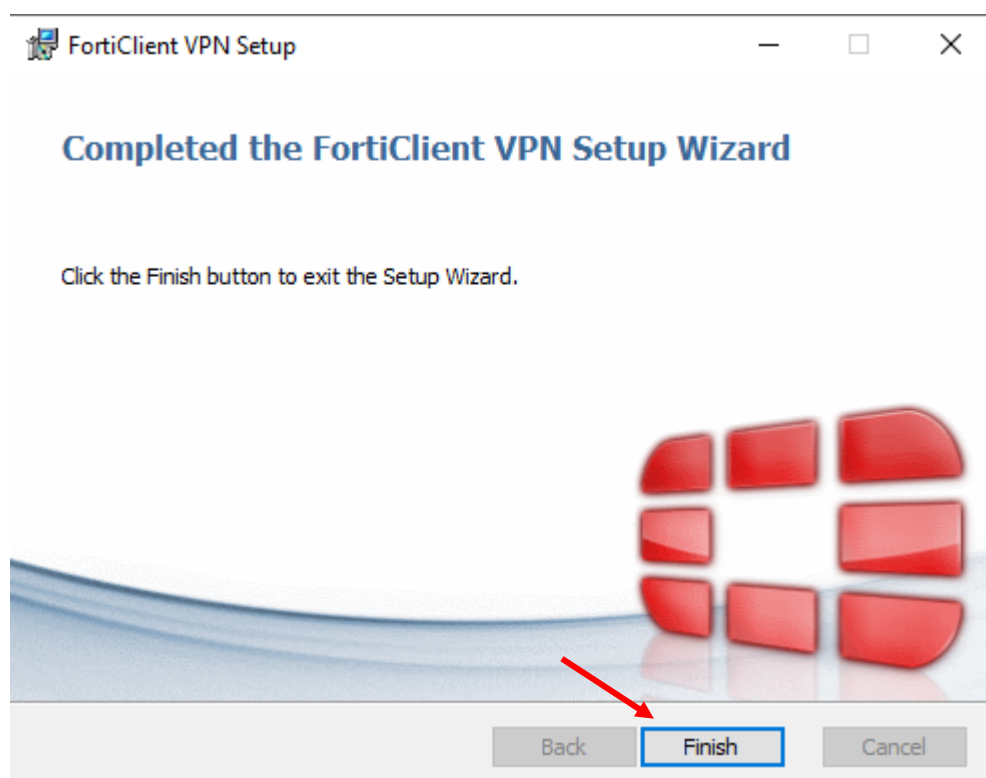 FortiClient VPN Setup
Completed the FortiClient VPN Setup Wizard
Click the Finish button to exit the Setup Wizard.
Back Finish Cancel